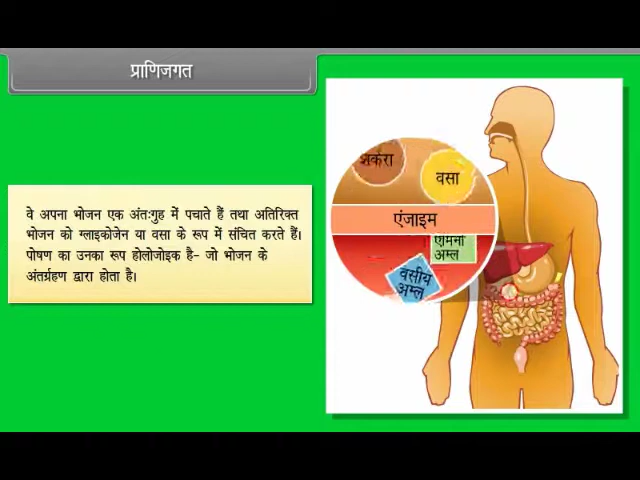 प्राणिजगत
वे अपना भोजन एक अंतःगुह में पचाते हैं तथा अतिरिक्त
भोजन को ग्लाइकोजेन या वसा के रूप में संचित करते हैं।
पोषण का उनका रूप होलोजोइक है- जो भोजन के
अंतर्ग्रहण द्वारा होता है।
शर्करा
वसा
एंजाइम
एमिनो
अम्ल
वसीय
अम्ल